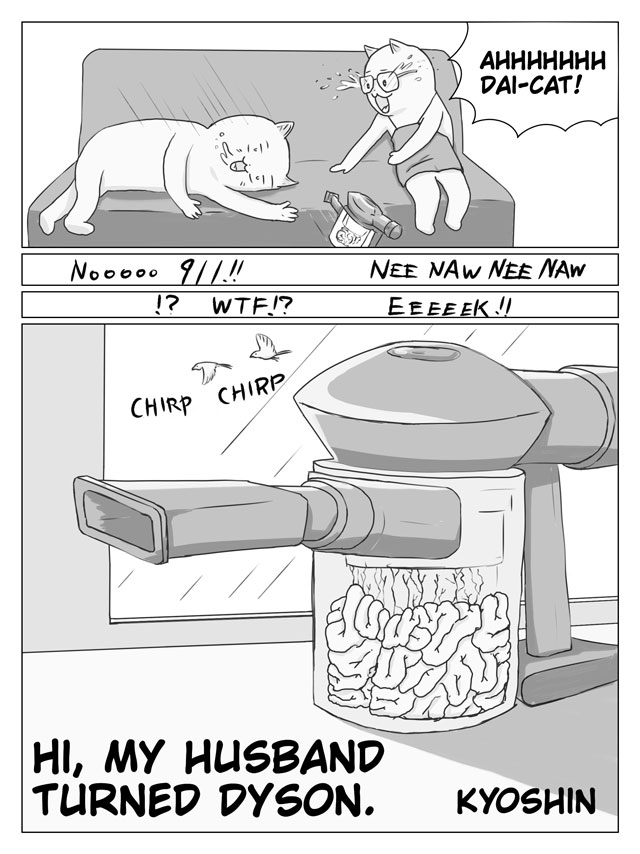 AHHHHHHH
DAI-CAT!
Nooooo 911!! NEE NAW NEE NAW
!? WTF!? EEEEEK!!
CHIRP CHIRP
HI, MY HUSBAND
TURNED DYSON.
KYOSHIN